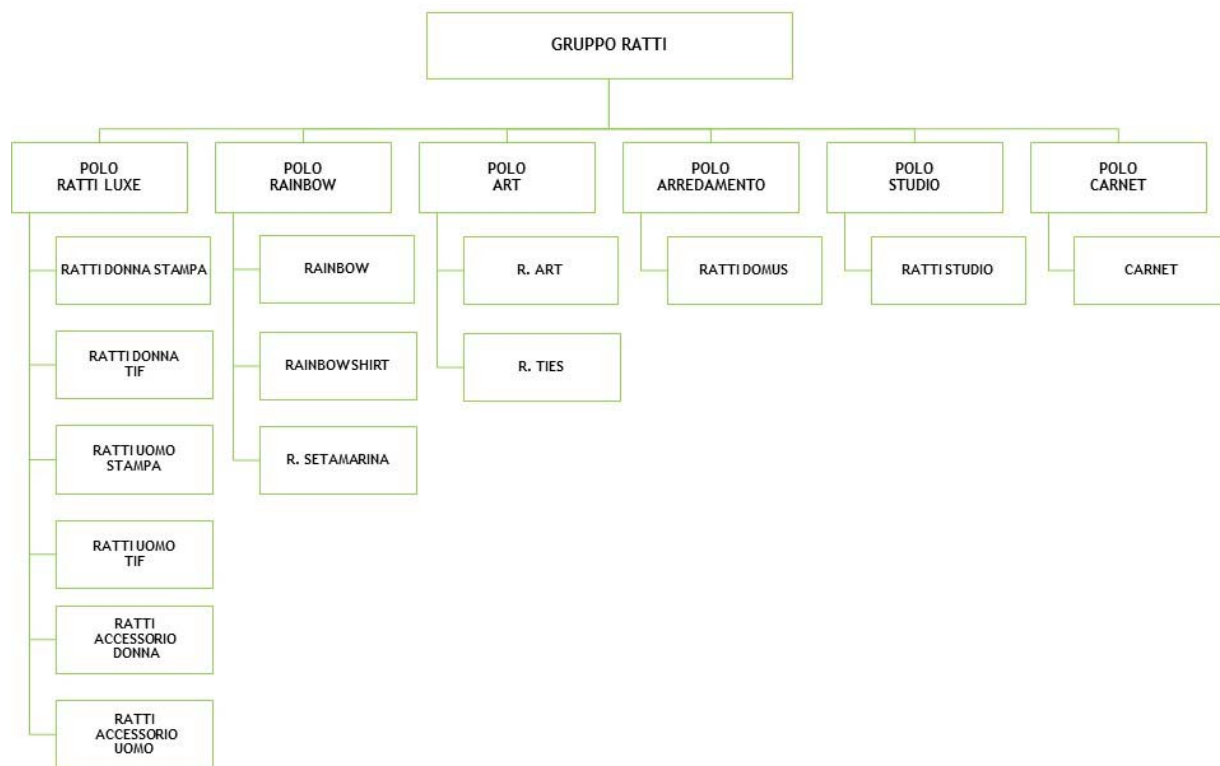 GRUPPO RATTI
POLO
RATTI LUXE
POLO
RAINBOW
POLO
ART
POLO
ARREDAMENTO
POLO
STUDIO
POLO
CARNET
RATTI DONNA STAMPA
RATTI DONNA
TIF
RATTI UOMO
STAMPA
RATTI UOMO
TIF
RATTI
ACCESSORIO
DONNA
RATTI
ACCESSORIO
UOMO
RAINBOW
RAINBOW SHIRT
R. SETAMARINA
R. ART
R. TIES
RATTI DOMUS
RATTI STUDIO
CARNET